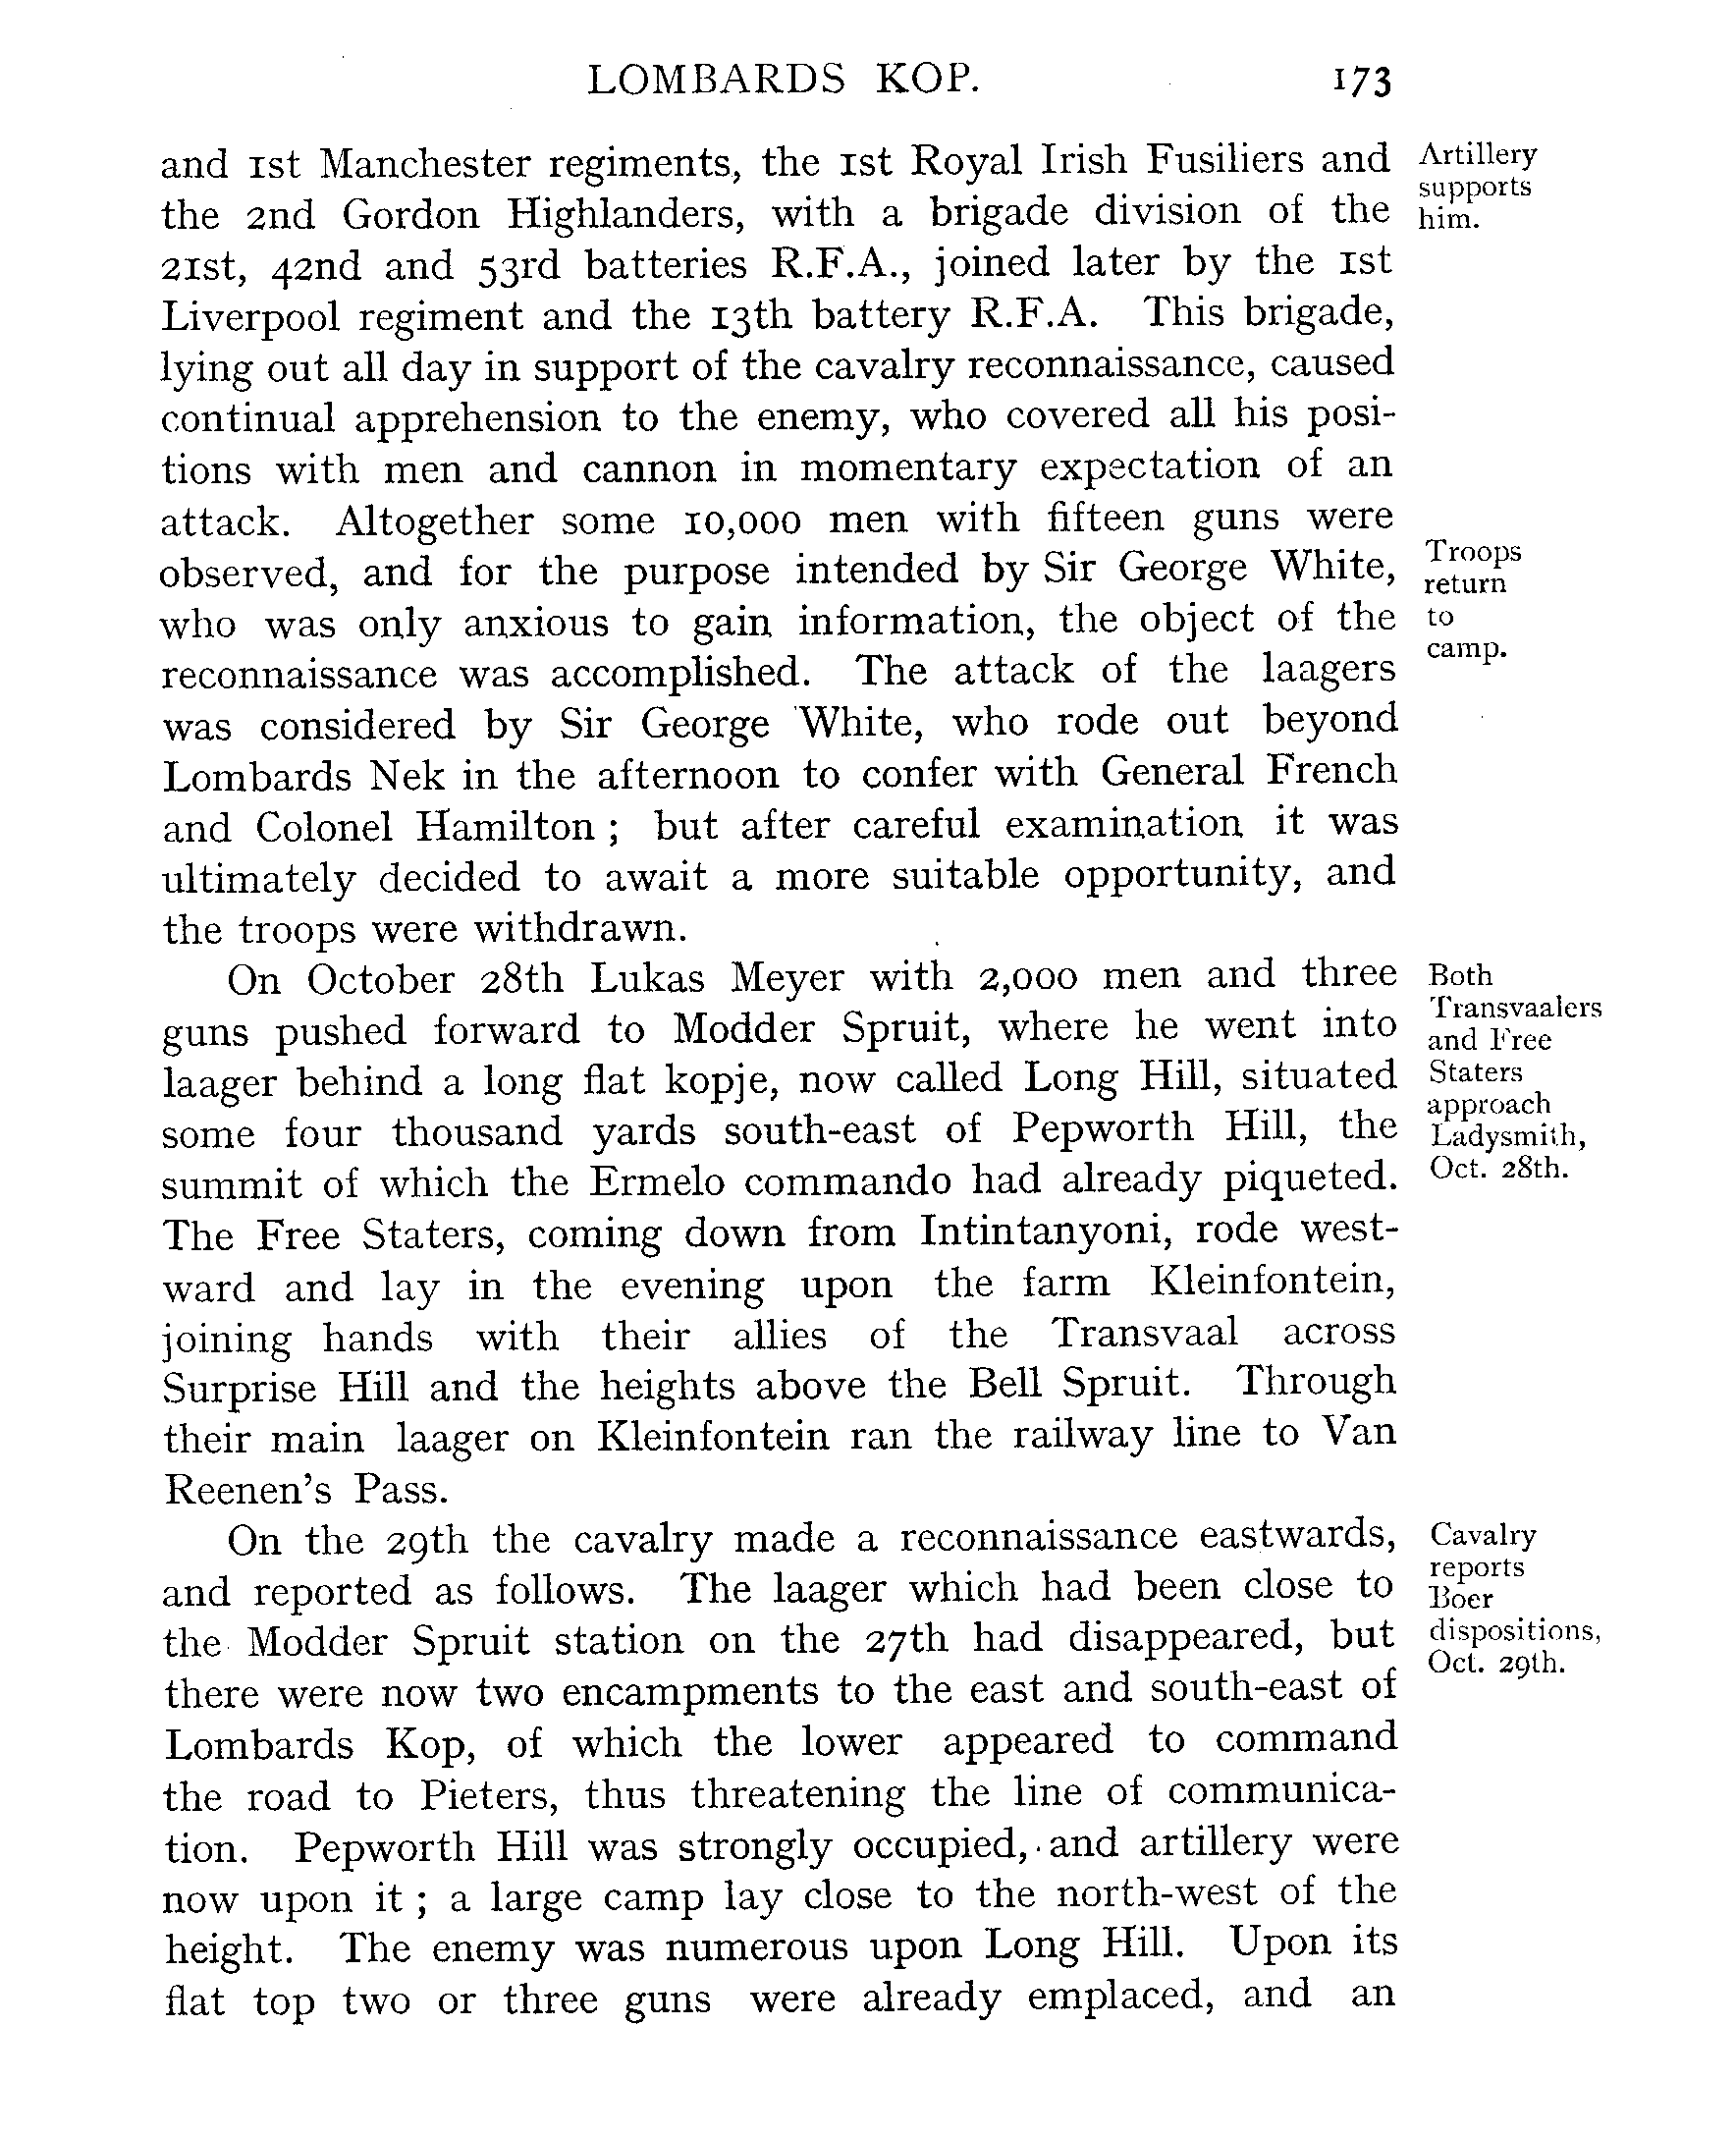 LOMBARDS KOP. 173
and 1st Manchester regiments, the 1st Royal Irish Fusiliers and
the 2nd Gordon Highlanders, with a brigade division of the
21st, 42nd and 53rd batteries R.F.A., joined later by the 1st
Liverpool regiment and the 13th battery R.F.A. This brigade,
lying out all day in support of the cavalry reconnaissance, caused
continual apprehension to the enemy, who covered all his posi-
tions with men and cannon in momentary expectation of an
attack. Altogether some 10,000 men with fifteen guns were
observed, and for the purpose intended by Sir George White,
who was only anxious to gain information, the object of the
reconnaissance was accomplished. The attack of the laagers
was considered by Sir George White, who rode out beyond
Lombards Nek in the afternoon to confer with General French
and Colonel Hamilton ; but after careful examination it was
ultimately decided to await a more suitable opportunity, and
the troops were withdrawn.
On October 28th Lukas Meyer with 2,000 men and three
guns pushed forward to Modder Spruit, where he went into
laager behind a long flat kopje, now called Long Hill, situated
some four thousand yards south-east of Pepworth Hill, the
summit of which the Ermelo commando had already piqueted.
The Free Staters, coming down from Intintanyoni, rode west-
ward and lay in the evening upon the farm Kleinfontein,
joining hands with their allies of the Transvaal across
Surprise Hill and the heights above the Bell Spruit. Through
their main laager on Kleinfontein ran the railway line to Van
Reenen's Pass.
On the 29th the cavalry made a reconnaissance eastwards,
and reported as follows. The laager which had been close to
the Modder Spruit station on the 27th had disappeared, but
there were now two encampments to the east and south-east of
Lombards Kop, of which the lower appeared to command
the road to Pieters, thus threatening the line of communica-
tion. Pepworth Hill was strongly occupied, and artillery were
now upon it ; a large camp lay close to the north-west of the
height. The enemy was numerous upon Long Hill. Upon its
flat top two or three guns were already emplaced, and an
Artillery
supports
him.
Troops
return
to
camp.
Both
Transvaalers
and Free
Staters
approach
Ladysmith,
Oct. 28th.
Cavalry
reports
Boer
dispositions,
Oct. 29th.